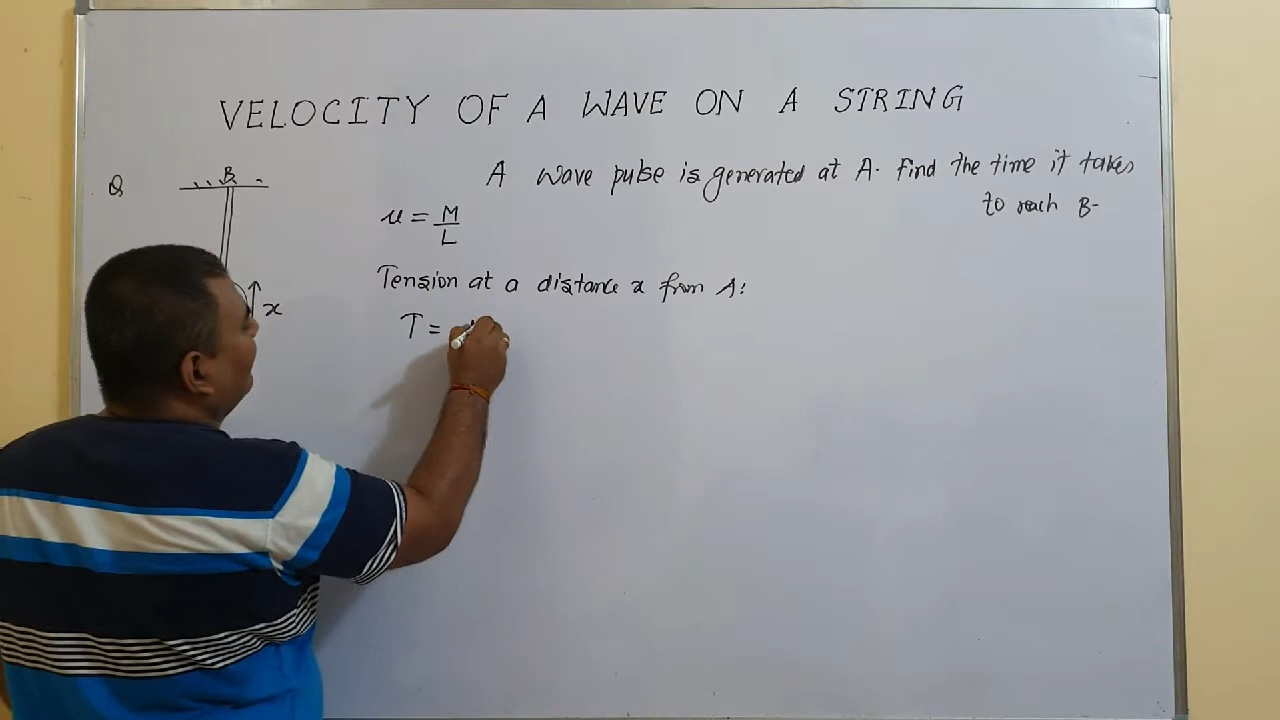 VELOCITY OF A WAVE ON A STRING
Q
B
A wave pulse is generated at A. Find the time it takes
to reach B-
u = M
L
Tension at a distance x from A:
x
T =